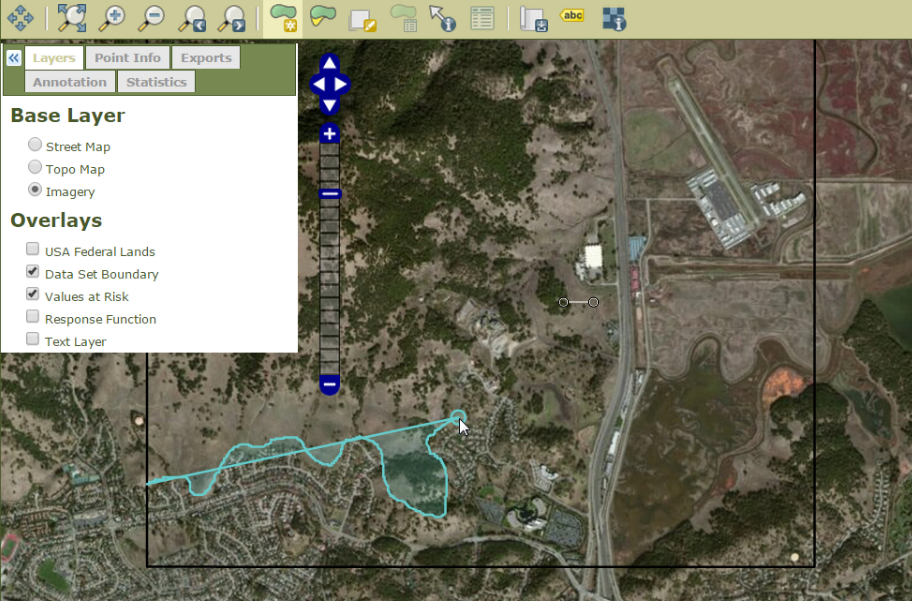 abc
Layers
Point Info
Exports
Annotation
Statistics
Base Layer
Street Map
Topo Map
Imagery
Overlays
USA Federal Lands
Data Set Boundary
Values at Risk
Response Function
Text Layer